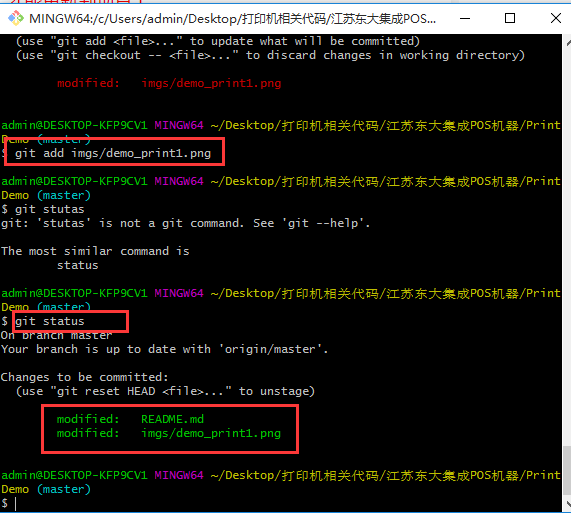 MINGW64:/c/Users/admin/Desktop/打印机相关代码/江苏东大集成POS...
(use "git add <file>..." to update what will be committed)
(use "git checkout -- <file>..." to discard changes in working directory)
modified: imgs/demo_print1.png
admin@DESKTOP-KFP9CV1 MINGW64 ~/Desktop/打印机相关代码/江苏东大集成POS机器/Print
Demo (master)
$ git add imgs/demo_print1.png
admin@DESKTOP-KFP9CV1 MINGW64 ~/Desktop/打印机相关代码/江苏东大集成POS机器/Print
Demo (master)
$ git stutas
git: 'stutas' is not a git command. See 'git --help'.
The most similar command is
status
admin@DESKTOP-KFP9CV1 MINGW64 ~/Desktop/打印机相关代码/江苏东大集成POS机器/Print
Demo (master)
$ git status
On branch master
Your branch is up to date with 'origin/master'.
Changes to be committed:
(use "git reset HEAD <file>..." to unstage)
modified: README.md
modified: imgs/demo_print1.png
admin@DESKTOP-KFP9CV1 MINGW64 ~/Desktop/打印机相关代码/江苏东大集成POS机器/Print
Demo (master)
$